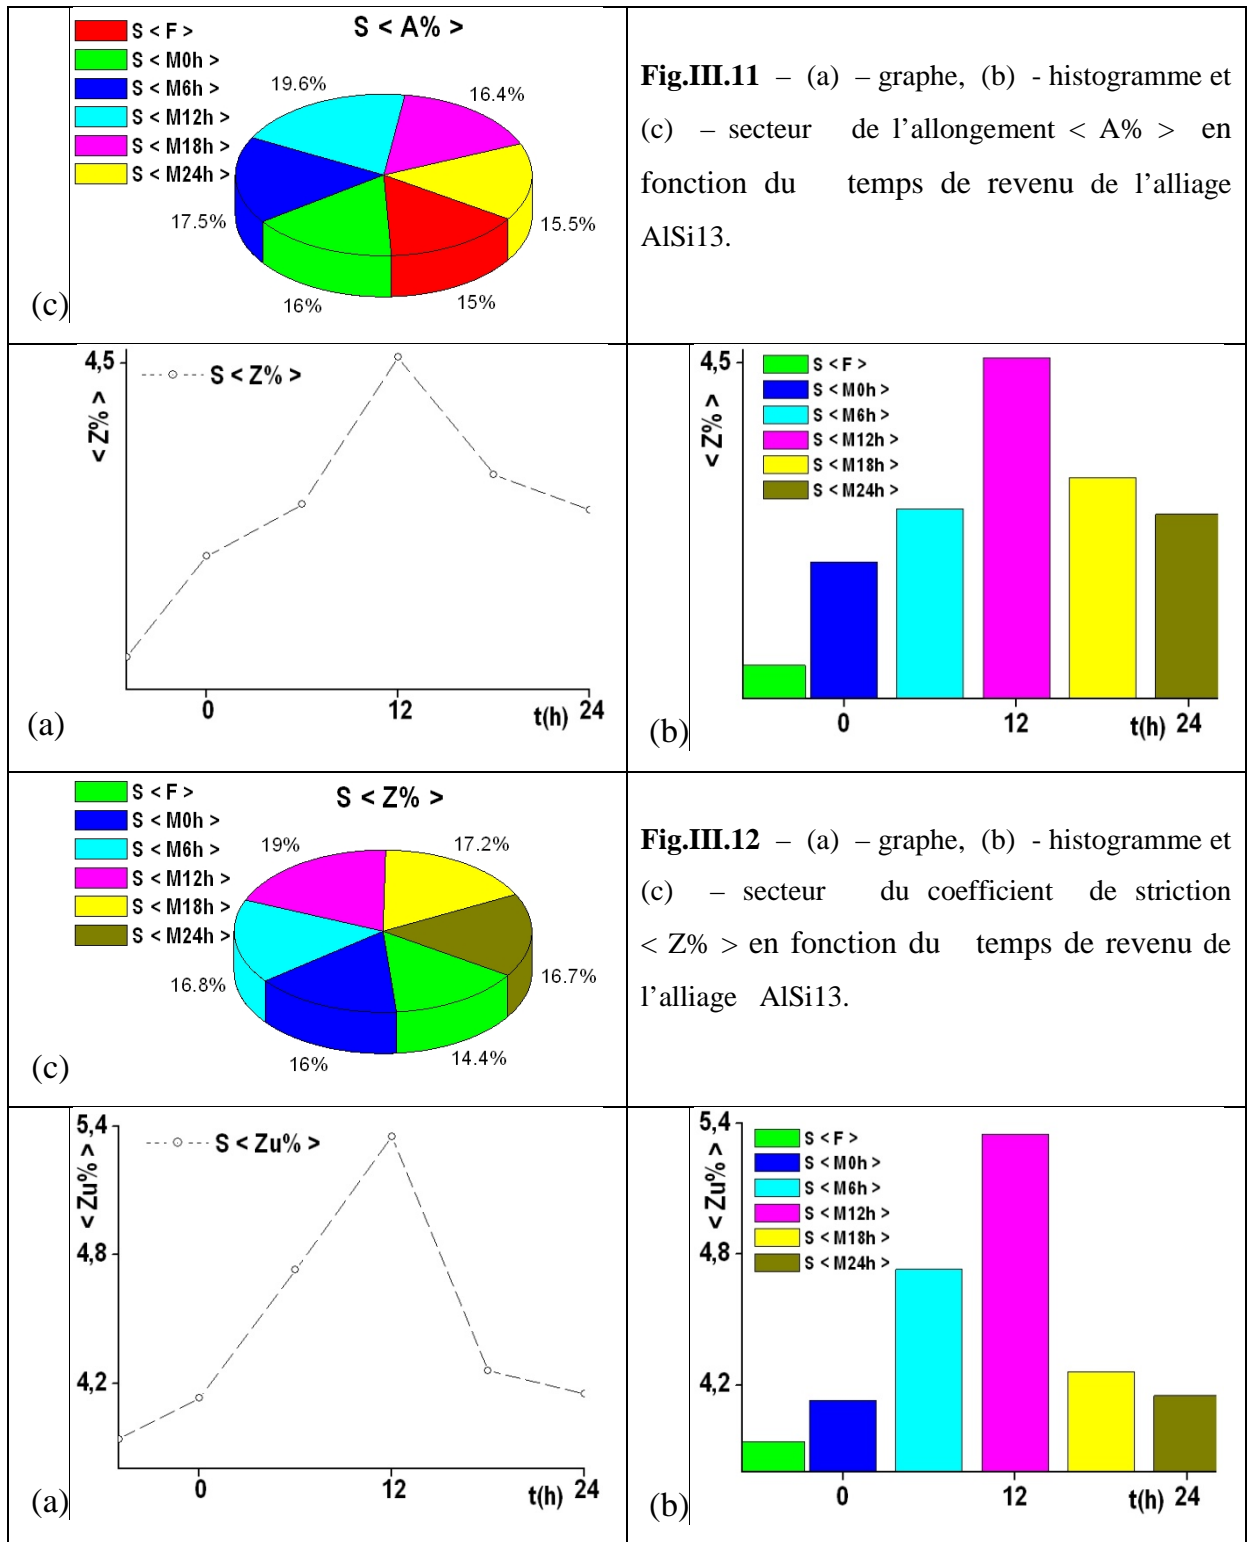 S < A% >
S < F >
S < M0h >
S < M6h >
S < M12h >
S < M18h >
S < M24h >
19.6%
16.4%
17.5%
15.5%
16%
15%
(c)
Fig.III.11 – (a) – graphe, (b) - histogramme et
(c) – secteur de l’allongement < A% > en
fonction du temps de revenu de l’alliage
AlSi13.
4,5
< Z% >
S < Z% >
0
12
t(h) 24
(a)
4,5
< Z% >
S < F >
S < M0h >
S < M6h >
S < M12h >
S < M18h >
S < M24h >
0
12
t(h) 24
(b)
S < Z% >
S < F >
S < M0h >
S < M6h >
S < M12h >
S < M18h >
S < M24h >
19%
17.2%
16.8%
16.7%
16%
14.4%
(c)
Fig.III.12 – (a) – graphe, (b) - histogramme et
(c) – secteur du coefficient de striction
< Z% > en fonction du temps de revenu de
l’alliage AlSi13.
5,4
4,8
4,2
< Zu% >
S < Zu% >
0
12
t(h) 24
(a)
5,4
4,8
4,2
< Zu% >
S < F >
S < M0h >
S < M6h >
S < M12h >
S < M18h >
S < M24h >
0
12
t(h) 24
(b)